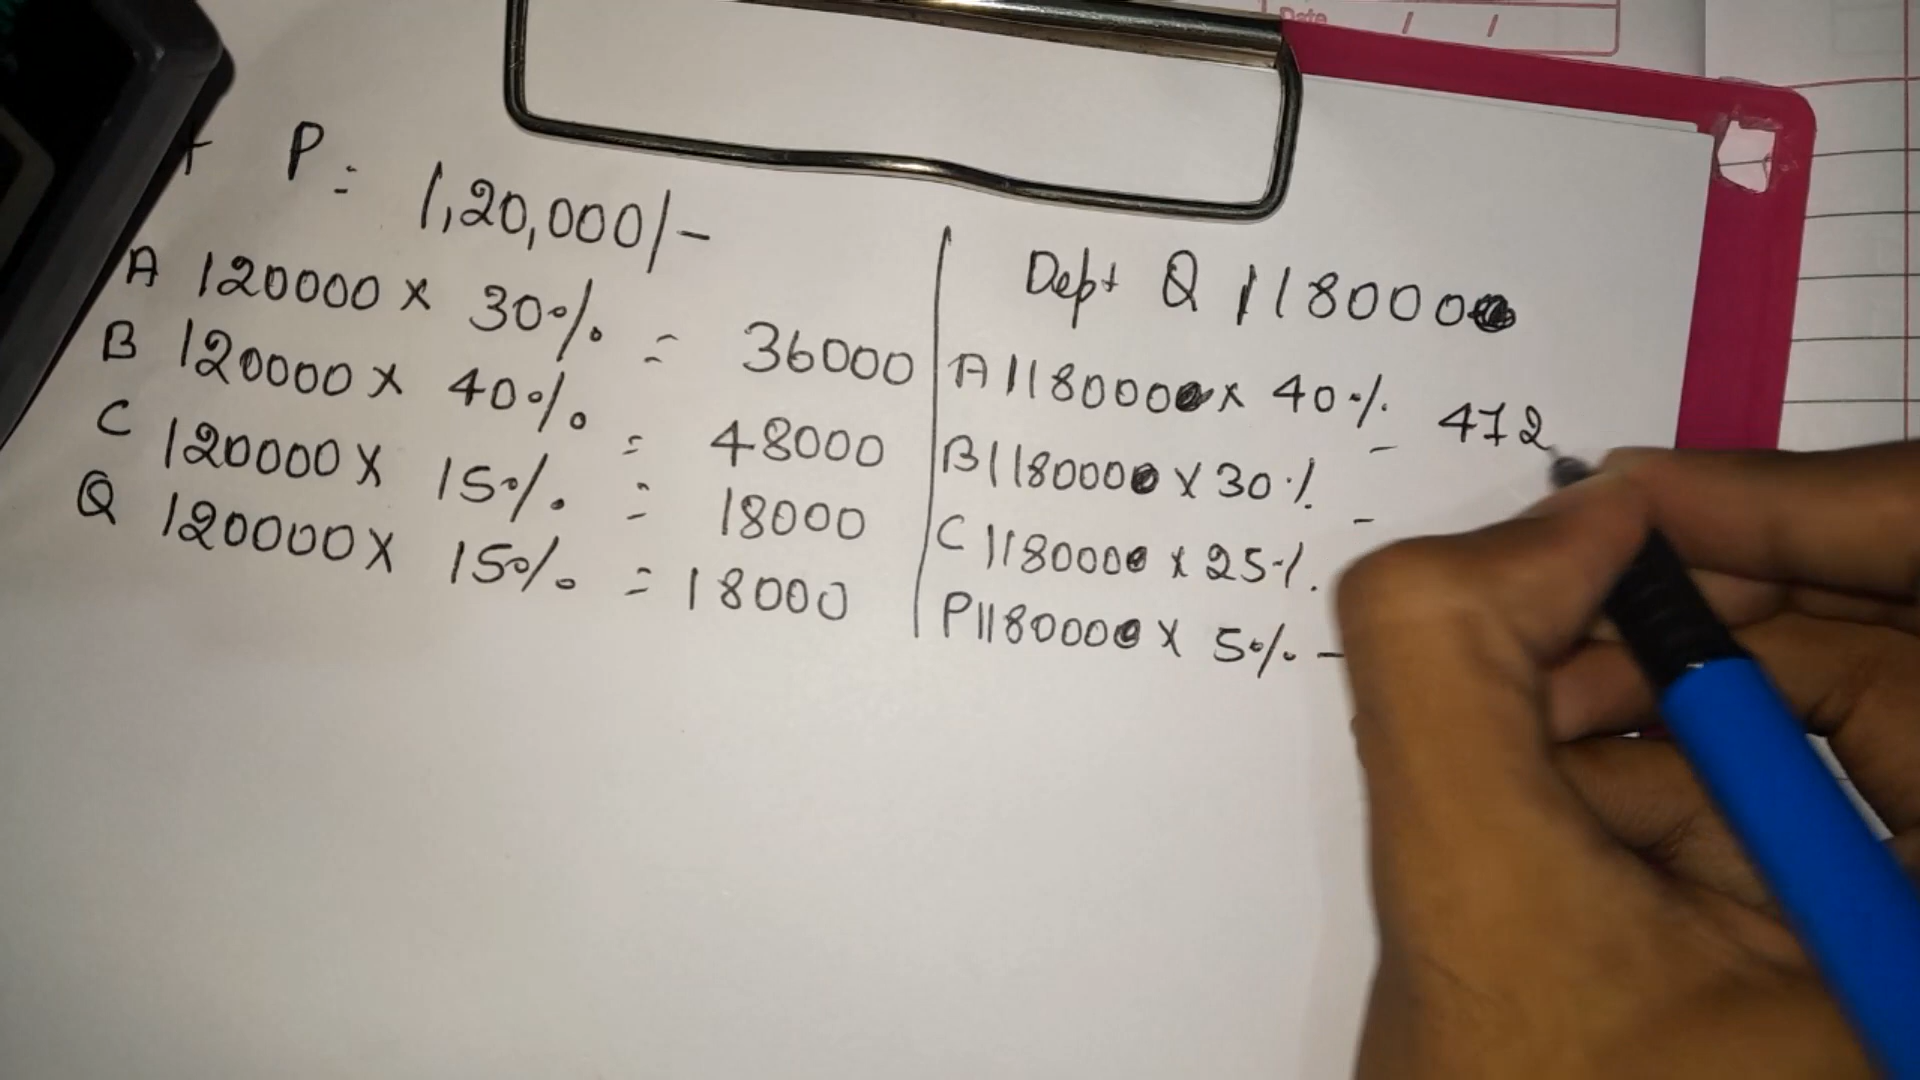 P = 1,20,000/-
A 120000 x 30% = 36000
B 120000 x 40% = 48000
C 120000 x 15% = 18000
Q 120000 x 15% = 18000
Dept Q 118000
A 118000 x 40% - 472
B 118000 x 30% -
C 118000 x 25%
P 118000 x 5% -
Date / /